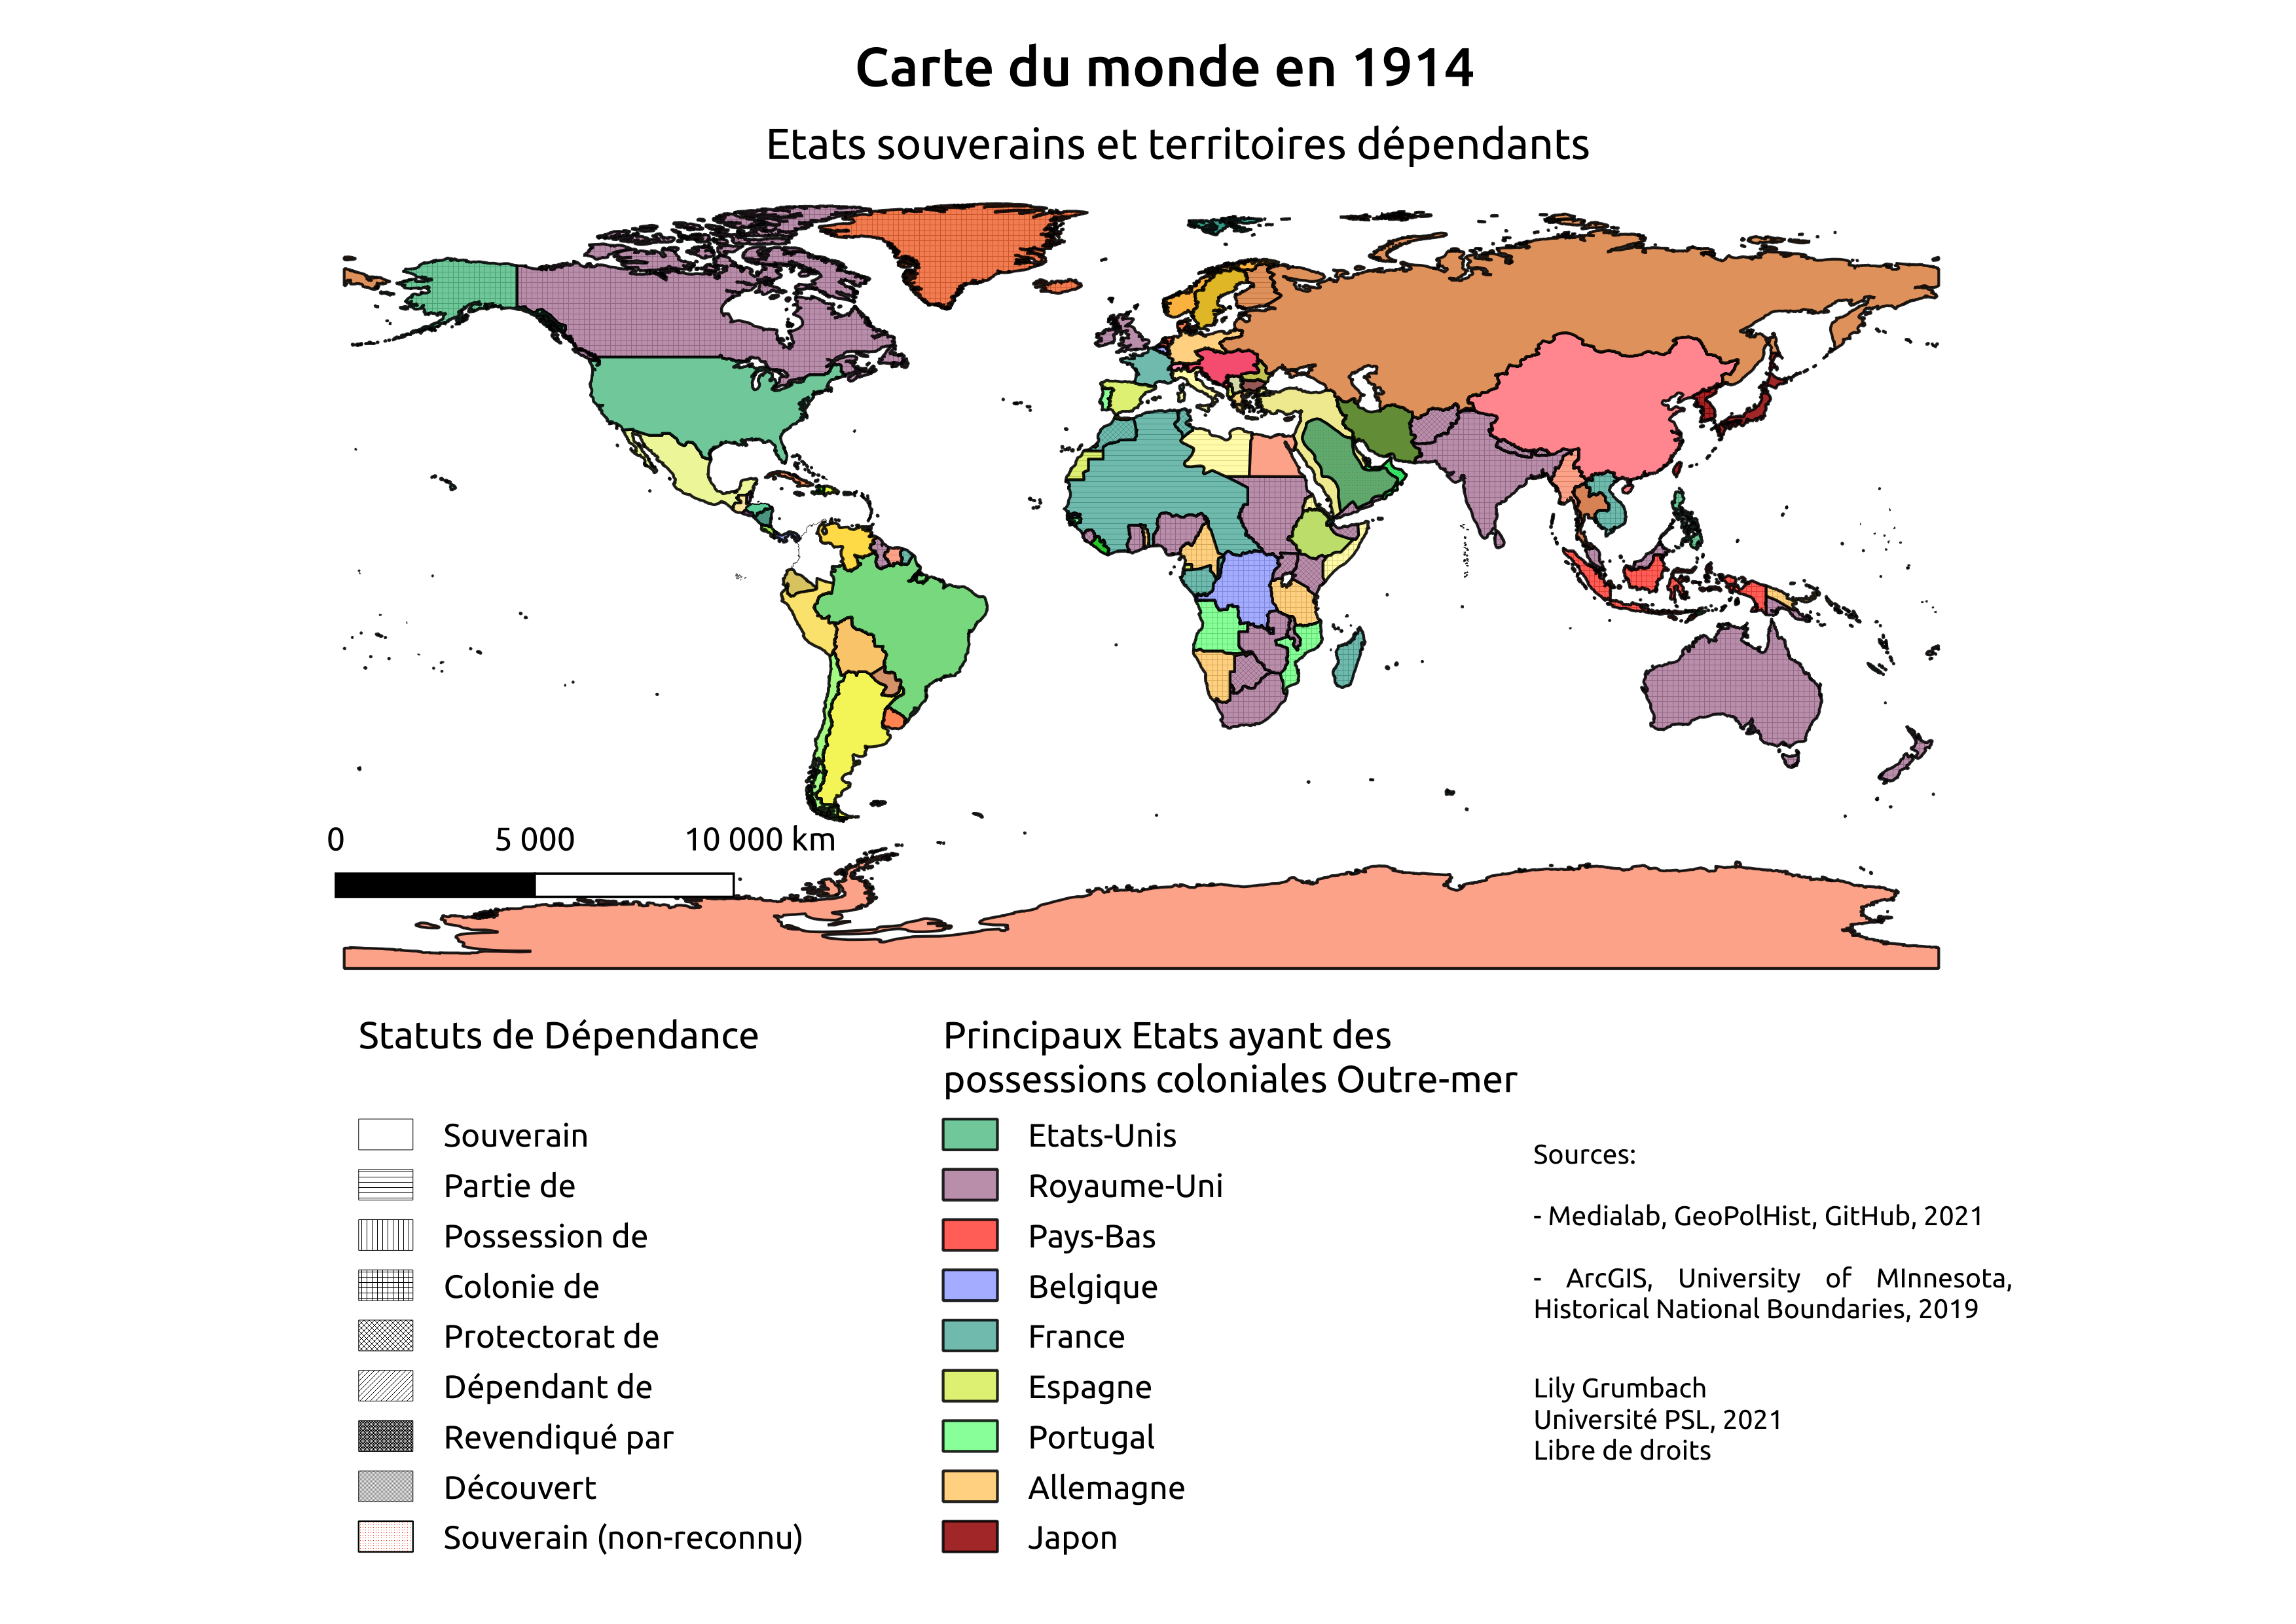 Carte du monde en 1914
Etats souverains et territoires dépendants
0 5 000 10 000 km
Statuts de Dépendance
Souverain
Partie de
Possession de
Colonie de
Protectorat de
Dépendant de
Revendiqué par
Découvert
Souverain (non-reconnu)
Principaux Etats ayant des
possessions coloniales Outre-mer
Etats-Unis
Royaume-Uni
Pays-Bas
Belgique
France
Espagne
Portugal
Allemagne
Japon
Sources:
- Medialab, GeoPolHist, GitHub, 2021
- ArcGIS, University of MInnesota,
Historical National Boundaries, 2019
Lily Grumbach
Université PSL, 2021
Libre de droits